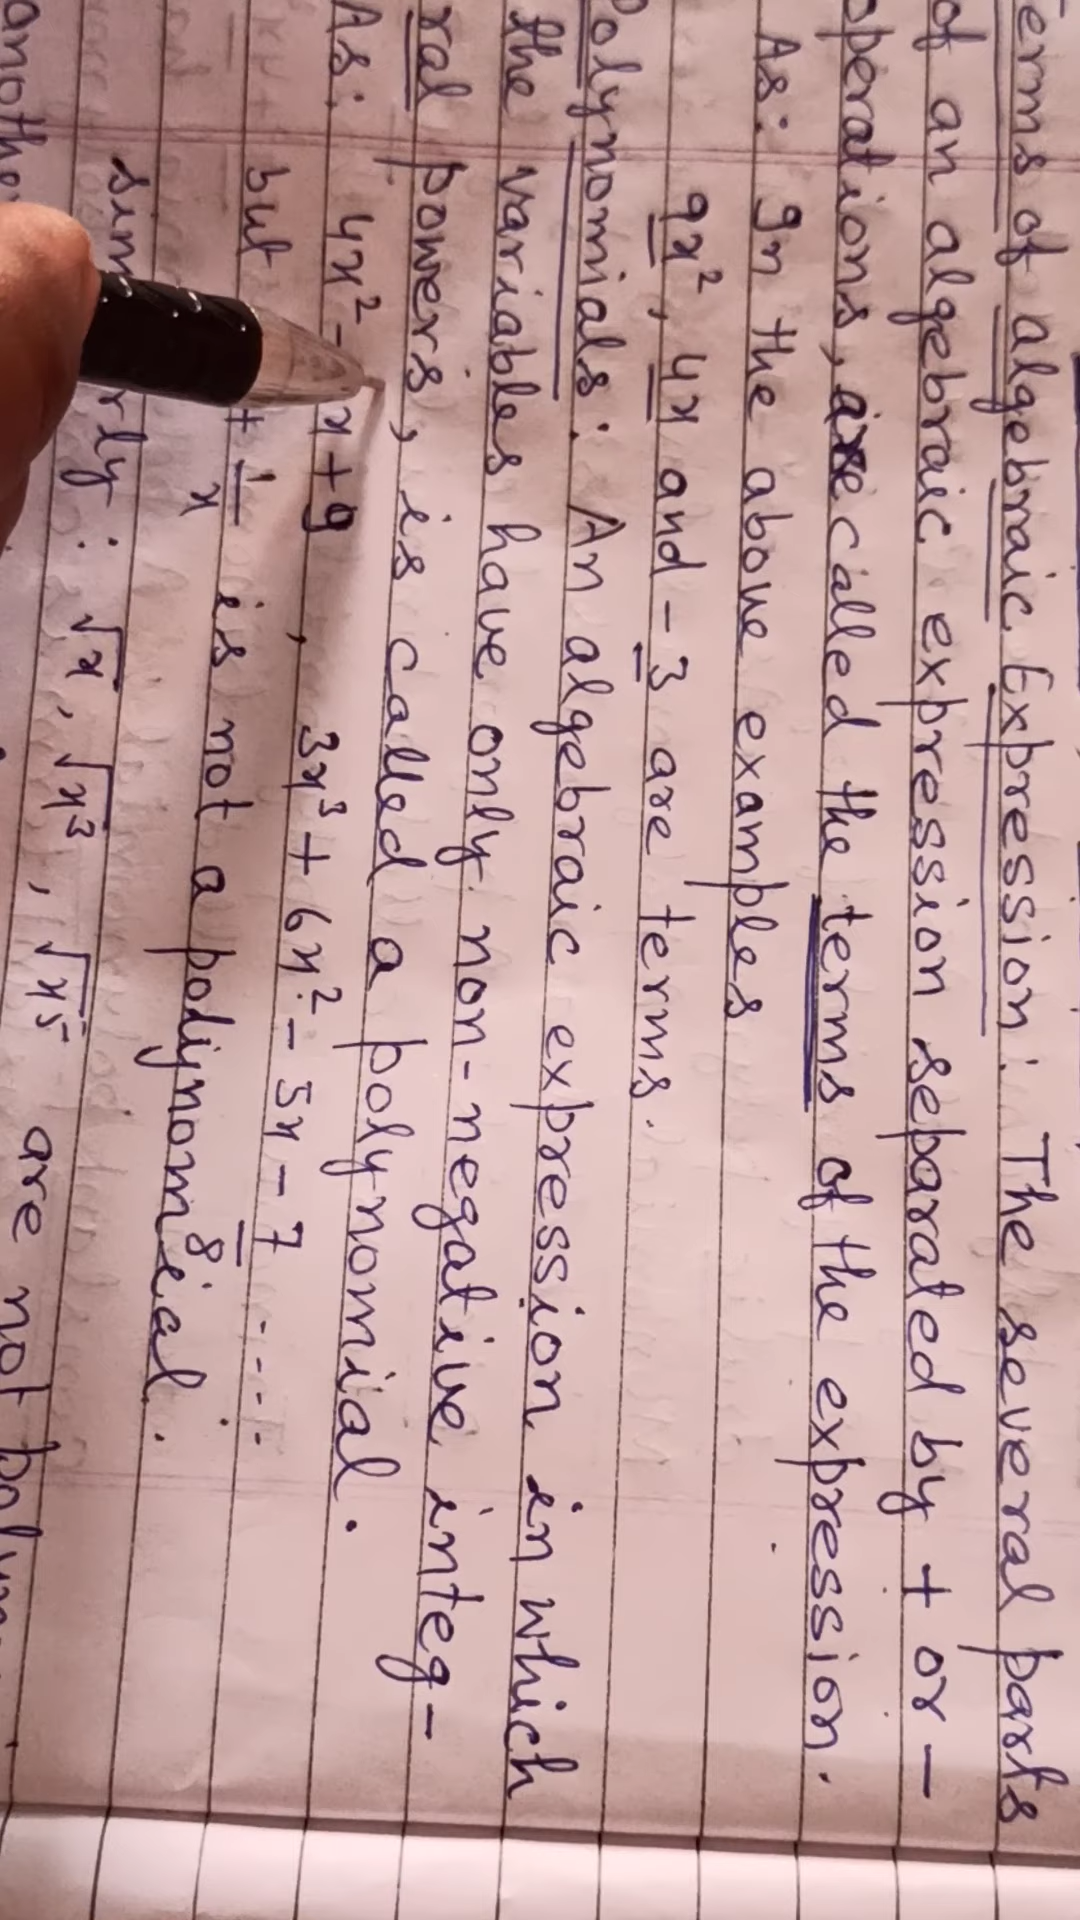 Terms of algebraic Expression: The several parts
of an algebraic expression separated by + or -
operations, are called the terms of the expression.
As: In the above examples
9x², 4x and -3 are terms.
Polynomials: An algebraic expression in which
the variables have only non-negative integ-
ral powers, is called a polynomial.
As: 4x² - x + 9, 3x³ + 6x² - 5x - 7 ....
but + 1/x is not a polynomial.
are not